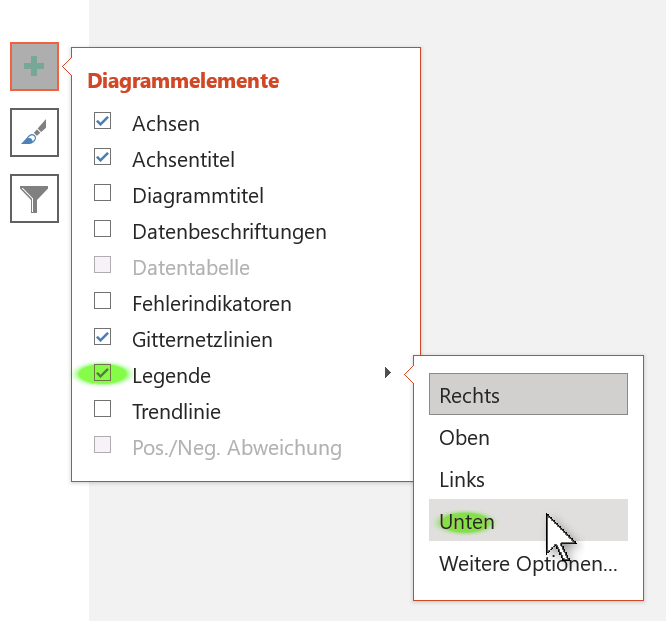 Diagrammelemente
Achsen
Achsentitel
Diagrammtitel
Datenbeschriftungen
Datentabelle
Fehlerindikatoren
Gitternetzlinien
Legende
Trendlinie
Pos./Neg. Abweichung
Rechts
Oben
Links
Unten
Weitere Optionen...